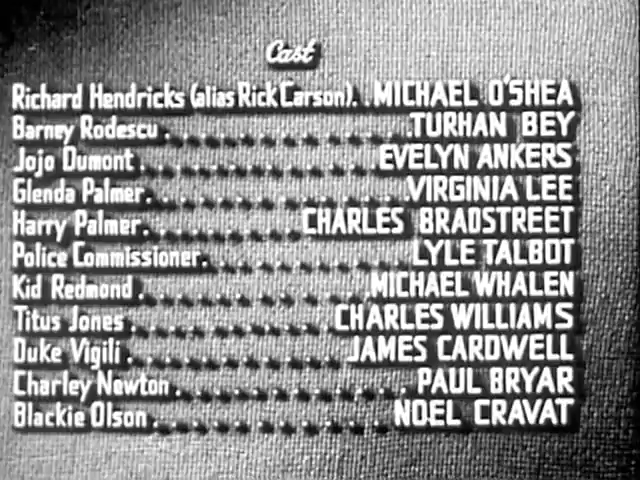 Cast
Richard Hendricks (alias Rick Carson). . MICHAEL O'SHEA
Barney Rodescu . . . . . . . . . . . . . . . TURHAN BEY
Jojo Dumont . . . . . . . . . . . . . . EVELYN ANKERS
Glenda Palmer. . . . . . . . . . . . . . . VIRGINIA LEE
Harry Palmer. . . . . . . . . CHARLES BRADSTREET
Police Commissioner. . . . . . . . . . . . LYLE TALBOT
Kid Redmond . . . . . . . . . . . . . MICHAEL WHALEN
Titus Jones . . . . . . . . . . . . CHARLES WILLIAMS
Duke Vigili . . . . . . . . . . . . . JAMES CARDWELL
Charley Newton . . . . . . . . . . . . . PAUL BRYAR
Blackie Olson . . . . . . . . . . . . . NOEL CRAVAT